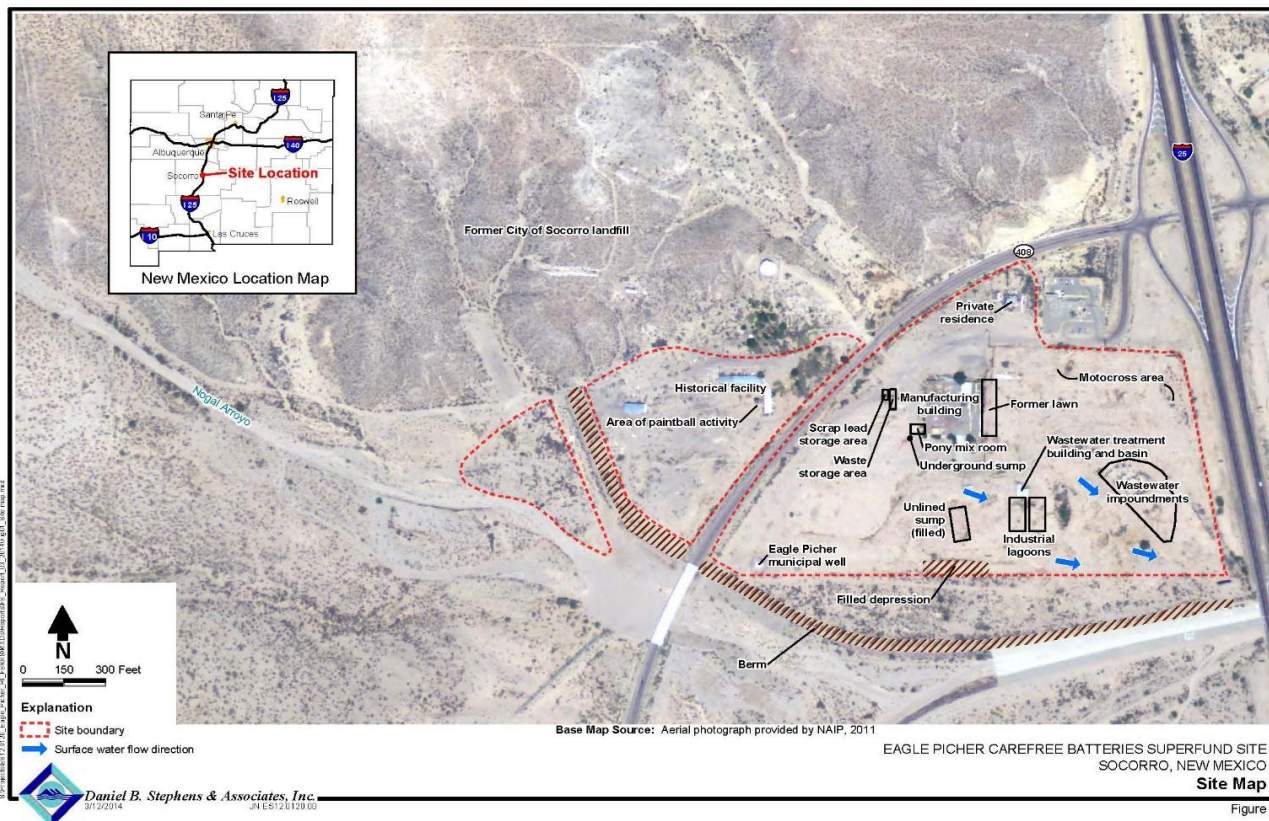 I 25
Santa Fe
I 40
Albuquerque
Socorro
Site Location
Roswell
I 25
Las Cruces
I 10
New Mexico Location Map
25
Former City of Socorro landfill
408
Private
residence
Nogal Arroyo
Motocross area
Historical facility
Manufacturing
building
Former lawn
Area of paintball activity
Scrap lead
storage area
Pony mix room
Wastewater treatment
building and basin
Waste
storage area
Underground sump
Wastewater
impoundments
Unlined
sump
(filled)
Industrial
lagoons
Eagle Picher
municipal well
Filled depression
Berm
N
0 150 300 Feet
Explanation
Site boundary
Surface water flow direction
Base Map Source: Aerial photograph provided by NAIP, 2011
EAGLE PICHER CAREFREE BATTERIES SUPERFUND SITE
SOCORRO, NEW MEXICO
Site Map
Daniel B. Stephens & Associates, Inc.
3/12/2014
JN ES12.0120.00
Figure